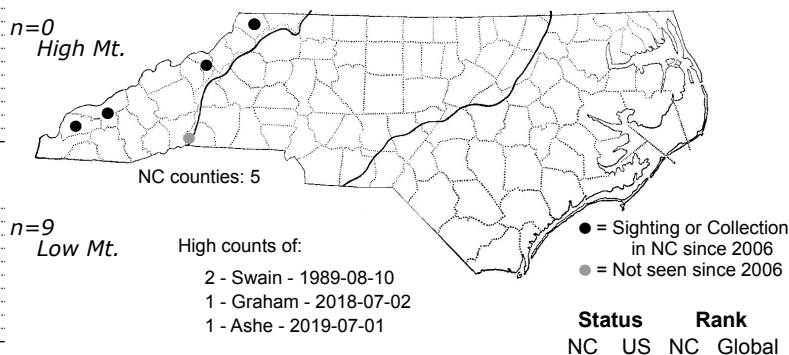 n=0
High Mt.
NC counties: 5
n=9
Low Mt.
High counts of:
2 - Swain - 1989-08-10
1 - Graham - 2018-07-02
1 - Ashe - 2019-07-01
= Sighting or Collection
in NC since 2006
= Not seen since 2006
Status Rank
NC US NC Global